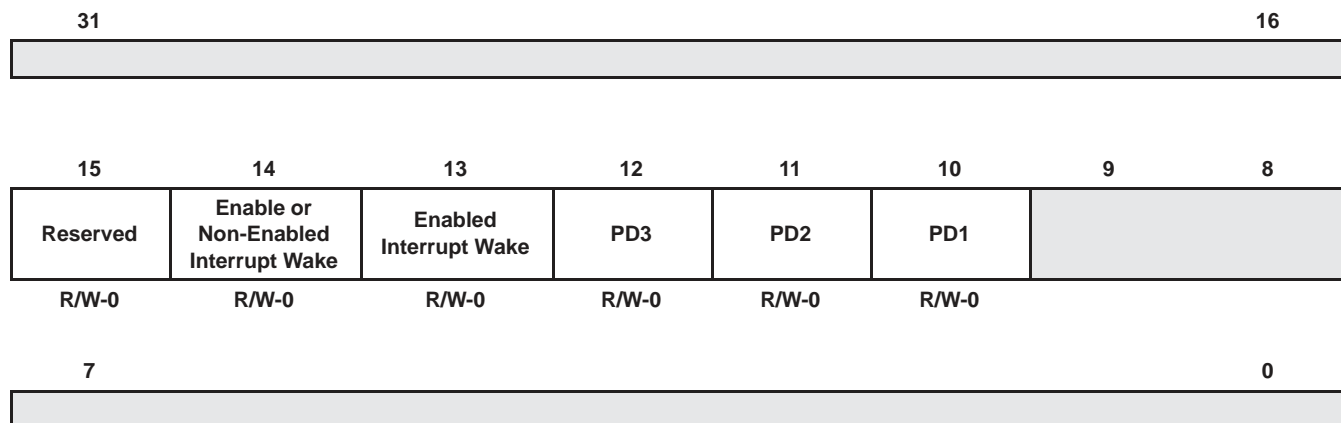 31 16
15 14 13 12 11 10 9 8
Reserved
Enable or
Non-Enabled
Interrupt Wake
Enabled
Interrupt Wake
PD3
PD2
PD1
R/W-0 R/W-0 R/W-0 R/W-0 R/W-0 R/W-0
7 0